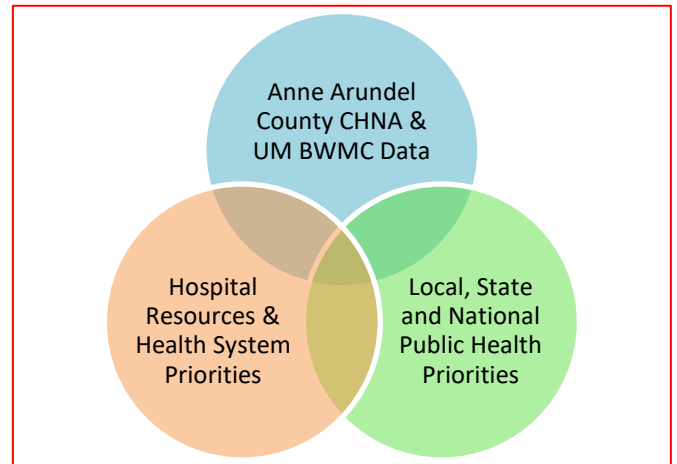 Anne Arundel
County CHNA &
UM BWMC Data
Hospital
Resources &
Health System
Priorities
Local, State
and National
Public Health
Priorities